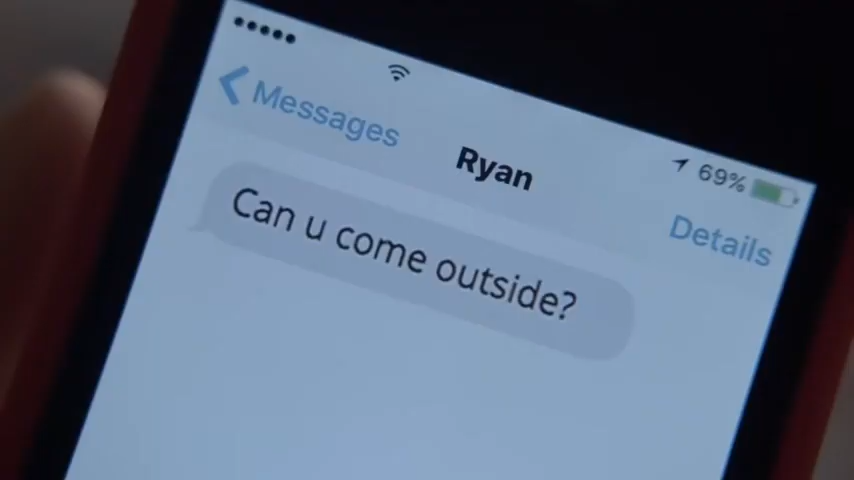 69%
Messages
Ryan
Details
Can u come outside?